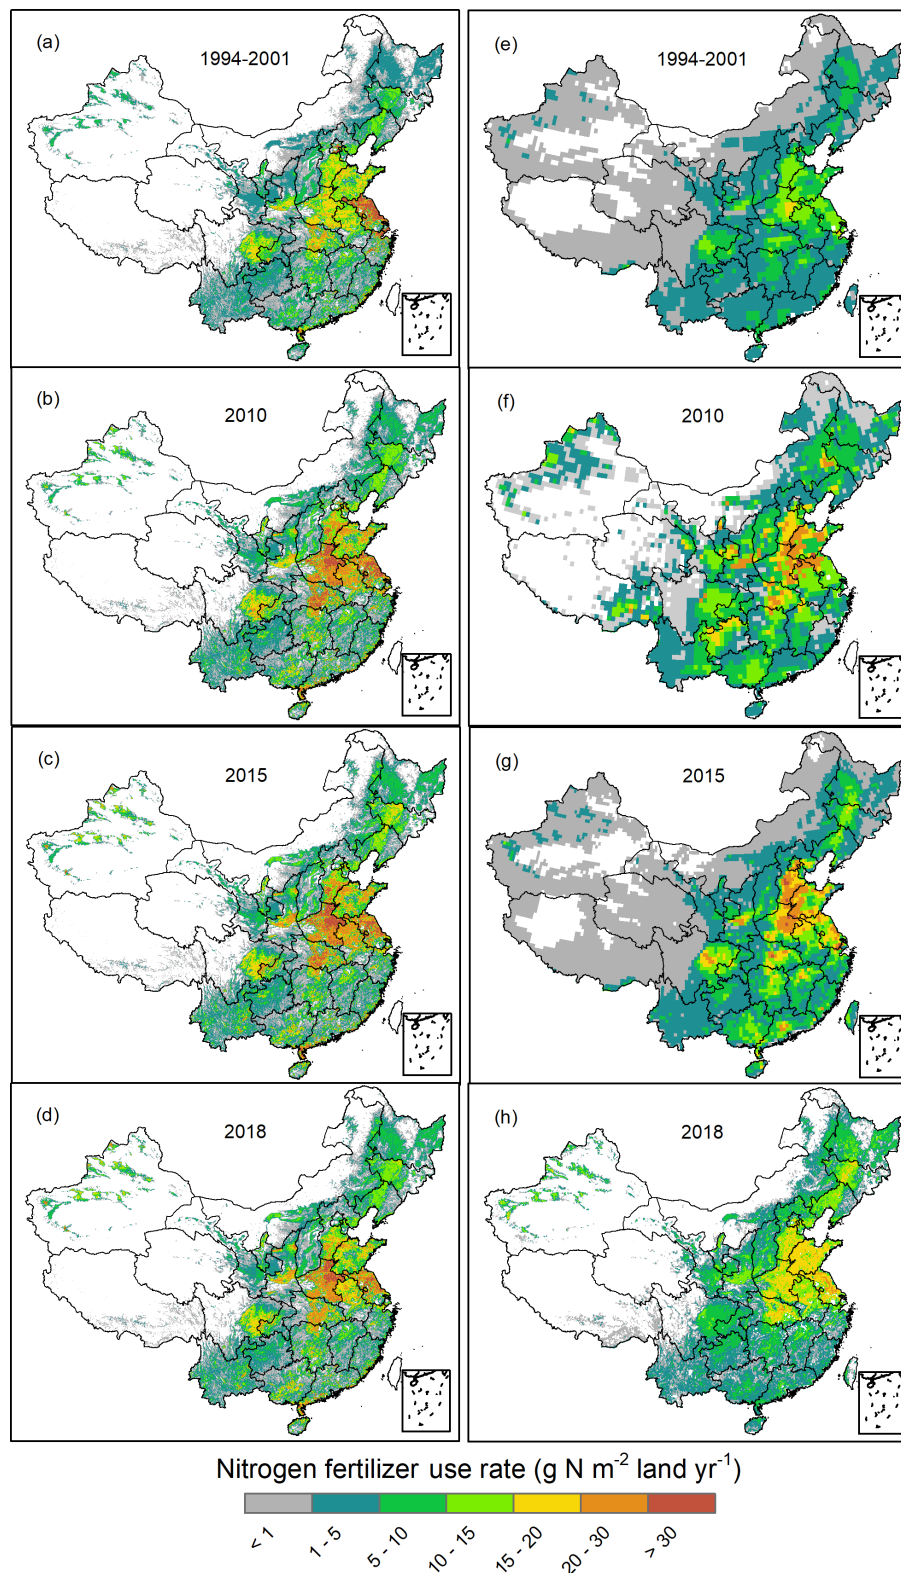 (a)
1994-2001
(e)
1994-2001
(b)
2010
(f)
2010
(c)
2015
(g)
2015
(d)
2018
(h)
2018
Nitrogen fertilizer use rate (g N m⁻² land yr⁻¹)
< 1
1 - 5
5 - 10
10 - 15
15 - 20
20 - 30
> 30